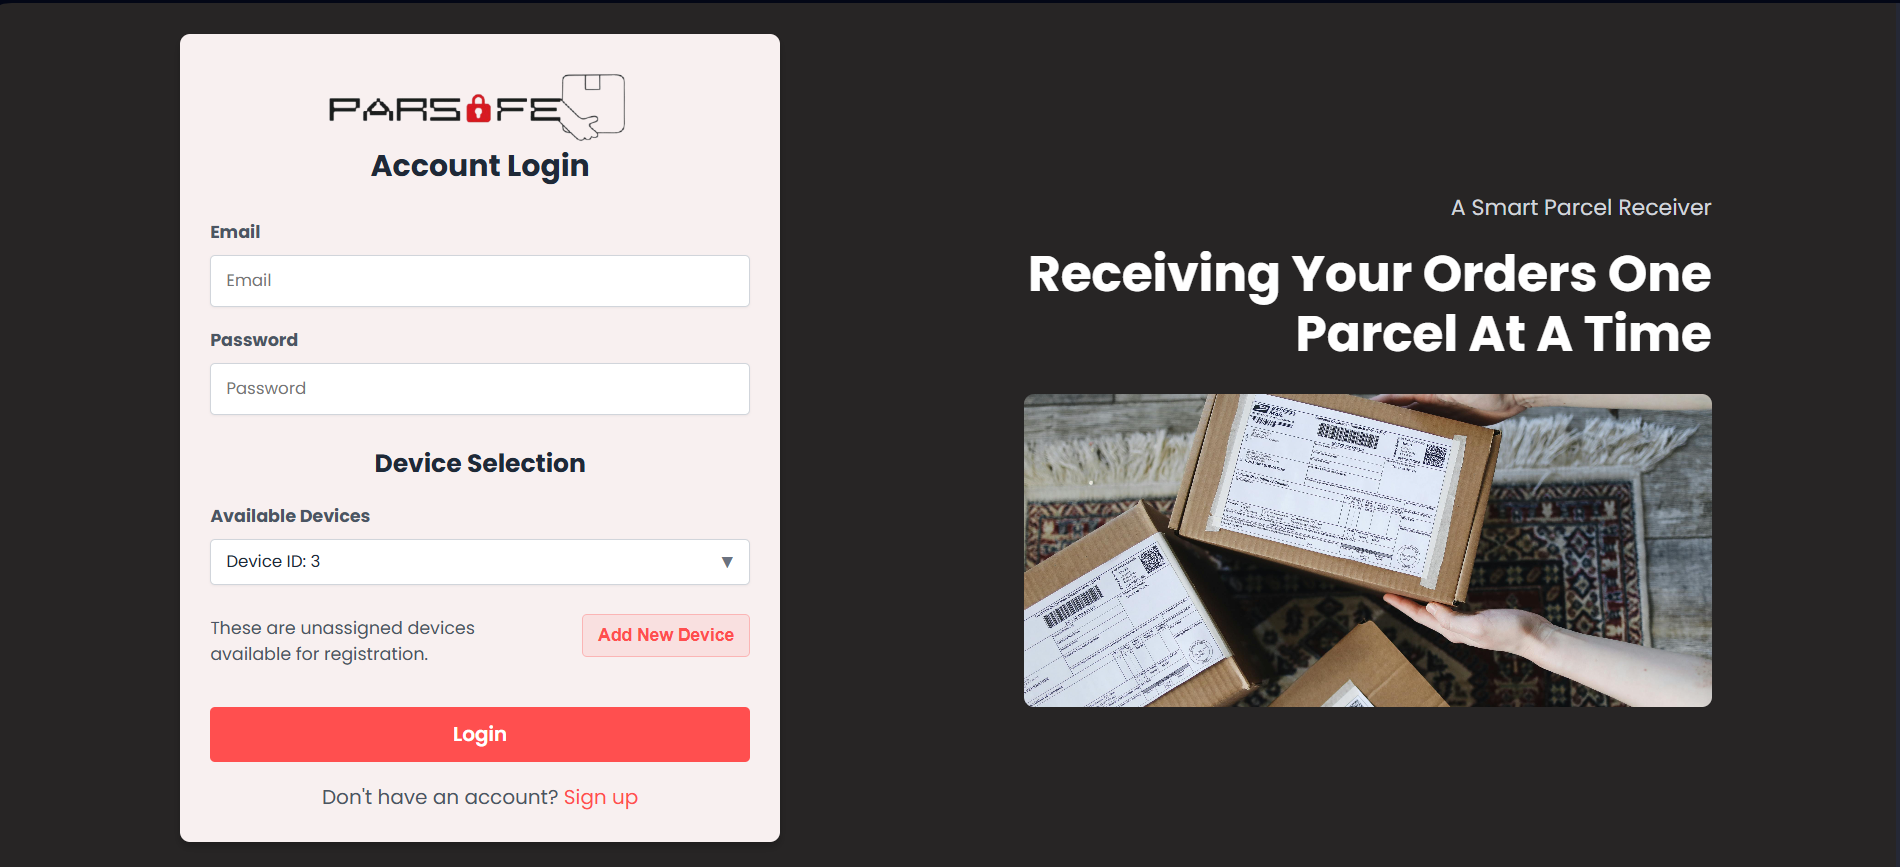 PARSAFE
Account Login
Email
Email
Password
Password
Device Selection
Available Devices
Device ID: 3
These are unassigned devices
available for registration.
Add New Device
Login
Don't have an account? Sign up
A Smart Parcel Receiver
Receiving Your Orders One
Parcel At A Time